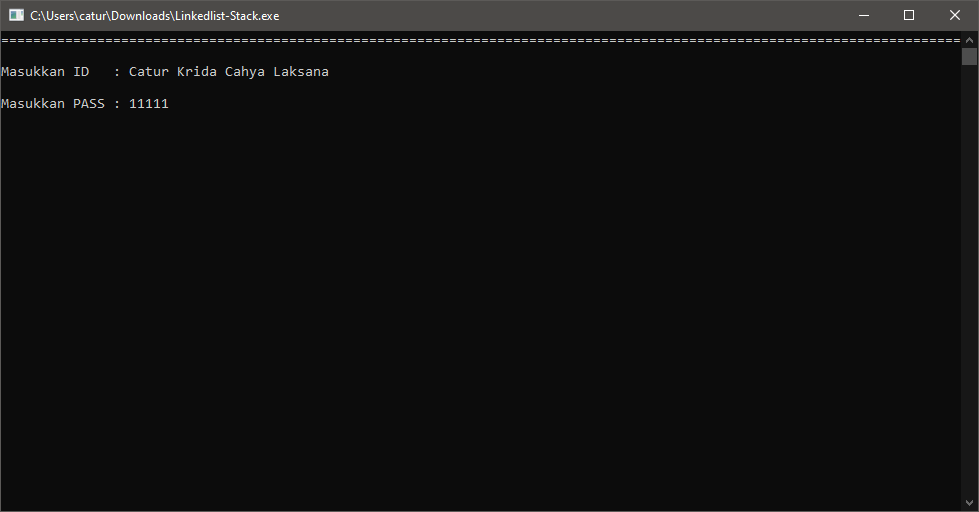 C:\Users\catur\Downloads\Linkedlist-Stack.exe
========================================================================================================================
Masukkan ID   : Catur Krida Cahya Laksana
Masukkan PASS : 11111